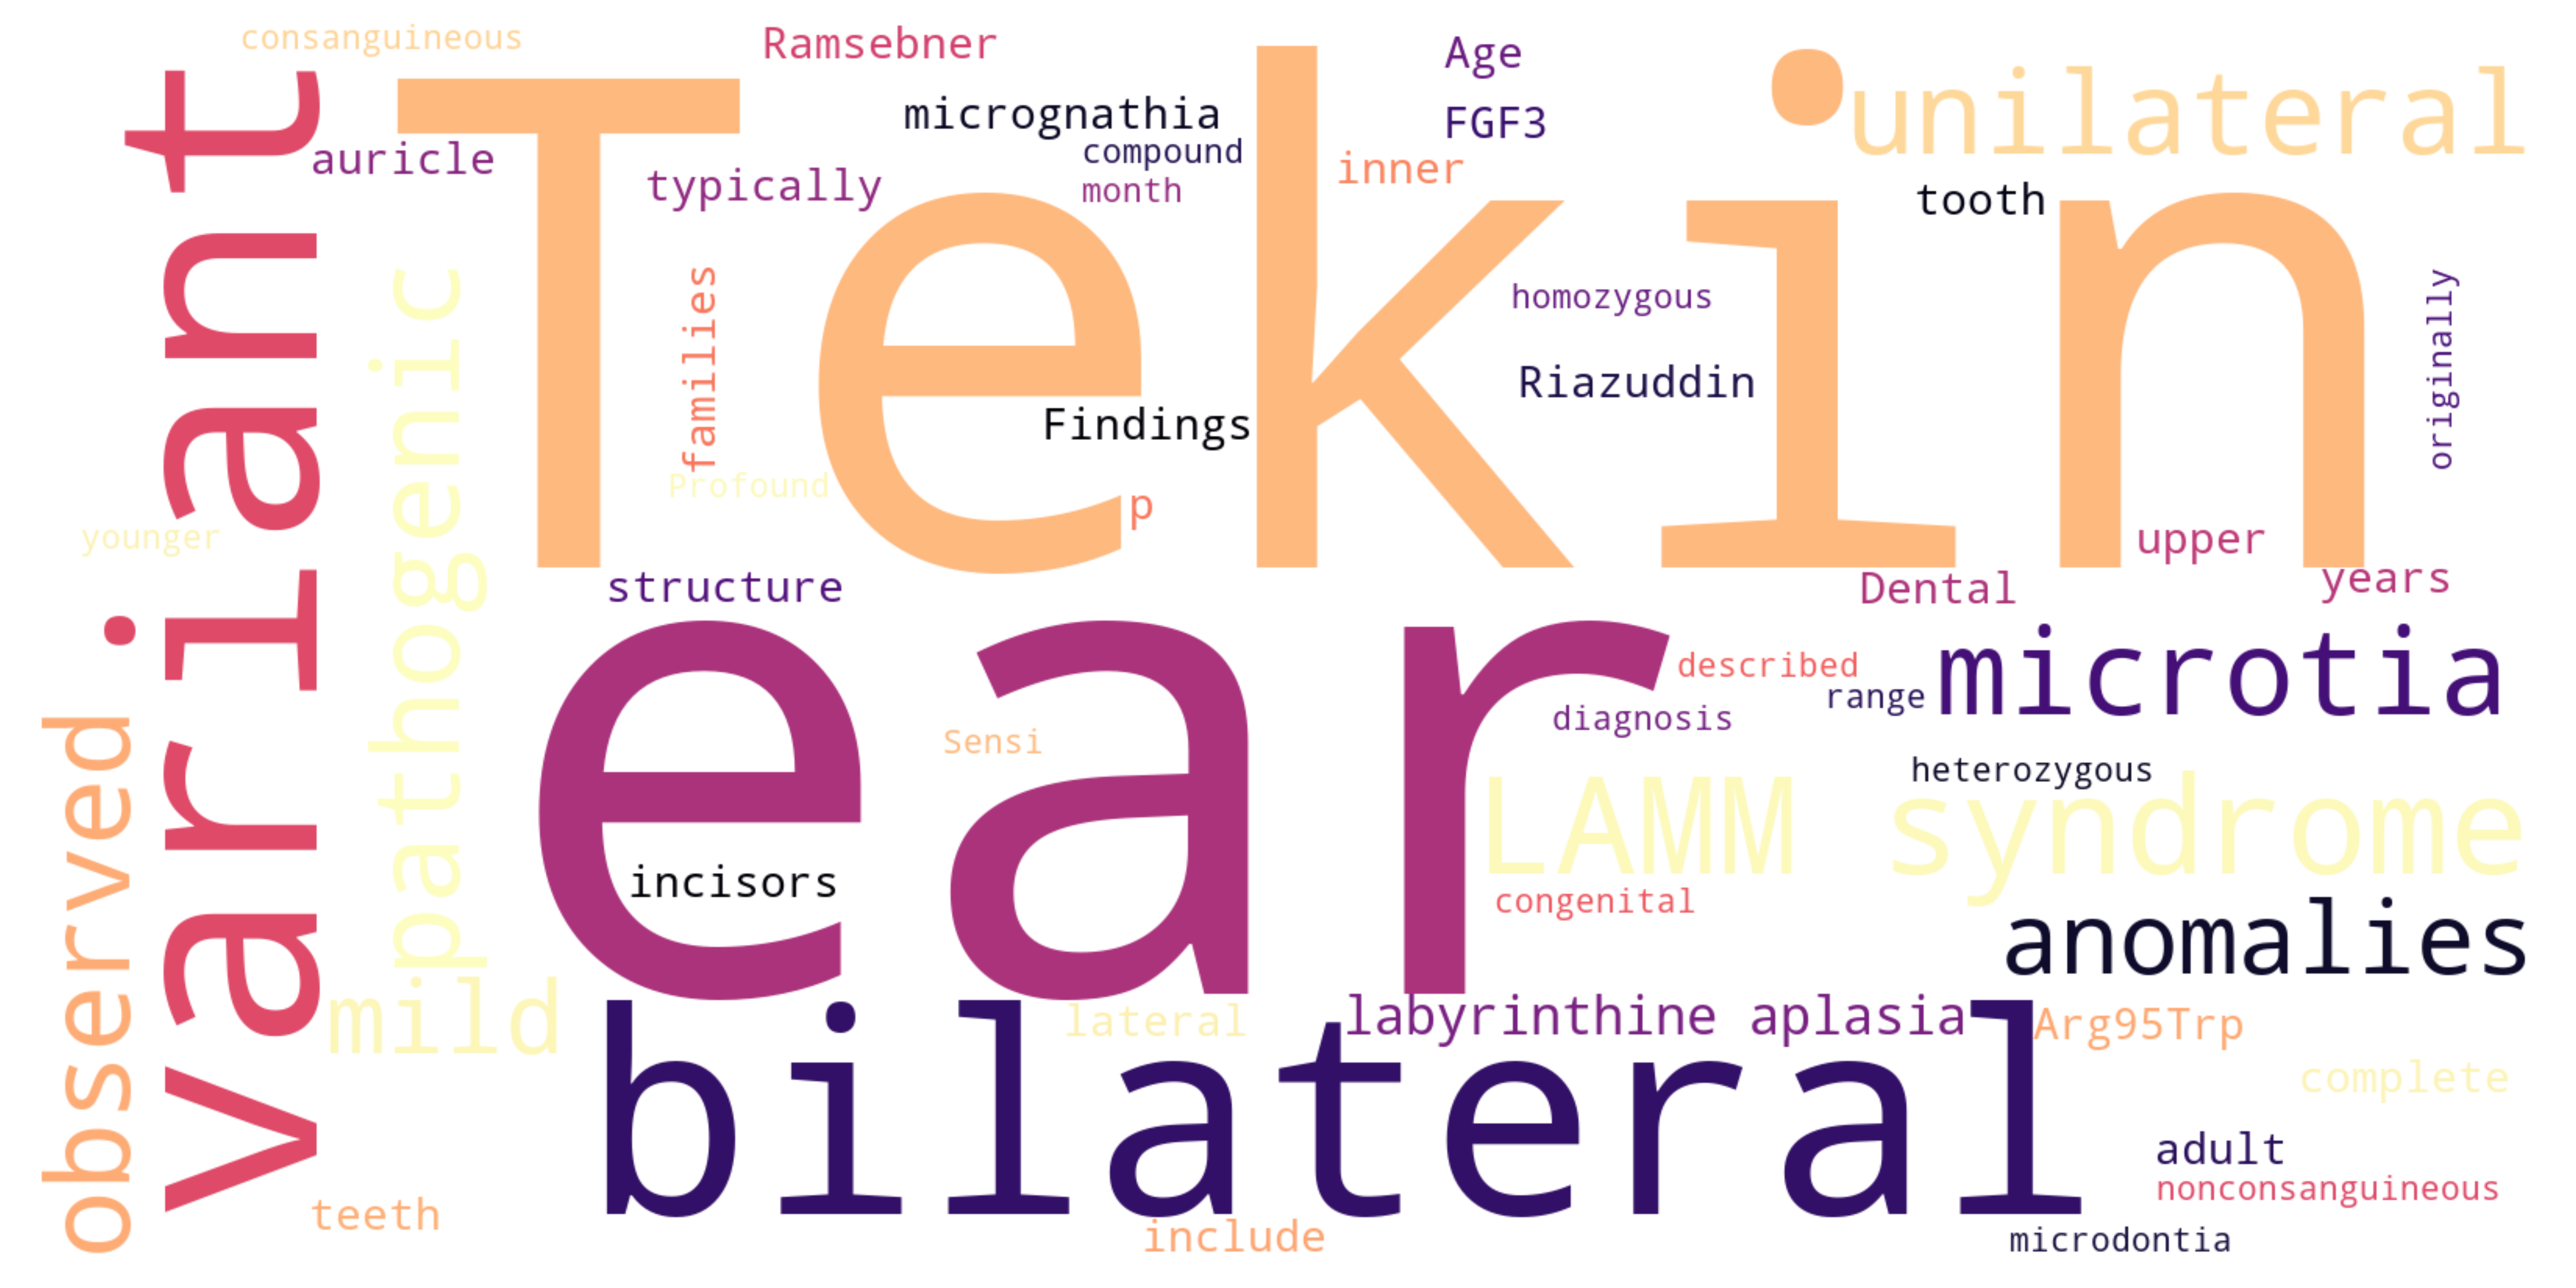 consanguineous
Ramsebner
Age
unilateral
Tekin
variant
micrognathia
FGF3
auricle
typically
compound
month
inner
tooth
pathogenic
families
homozygous
originally
Riazuddin
Findings
Profound
p
younger
upper
structure
Dental
years
ear
described
microtia
range
diagnosis
observed
Sensi
heterozygous
LAMM syndrome
incisors
congenital
anomalies
mild
lateral
labyrinthine aplasia
Arg95Trp
bilateral
complete
adult
nonconsanguineous
teeth
include
microdontia